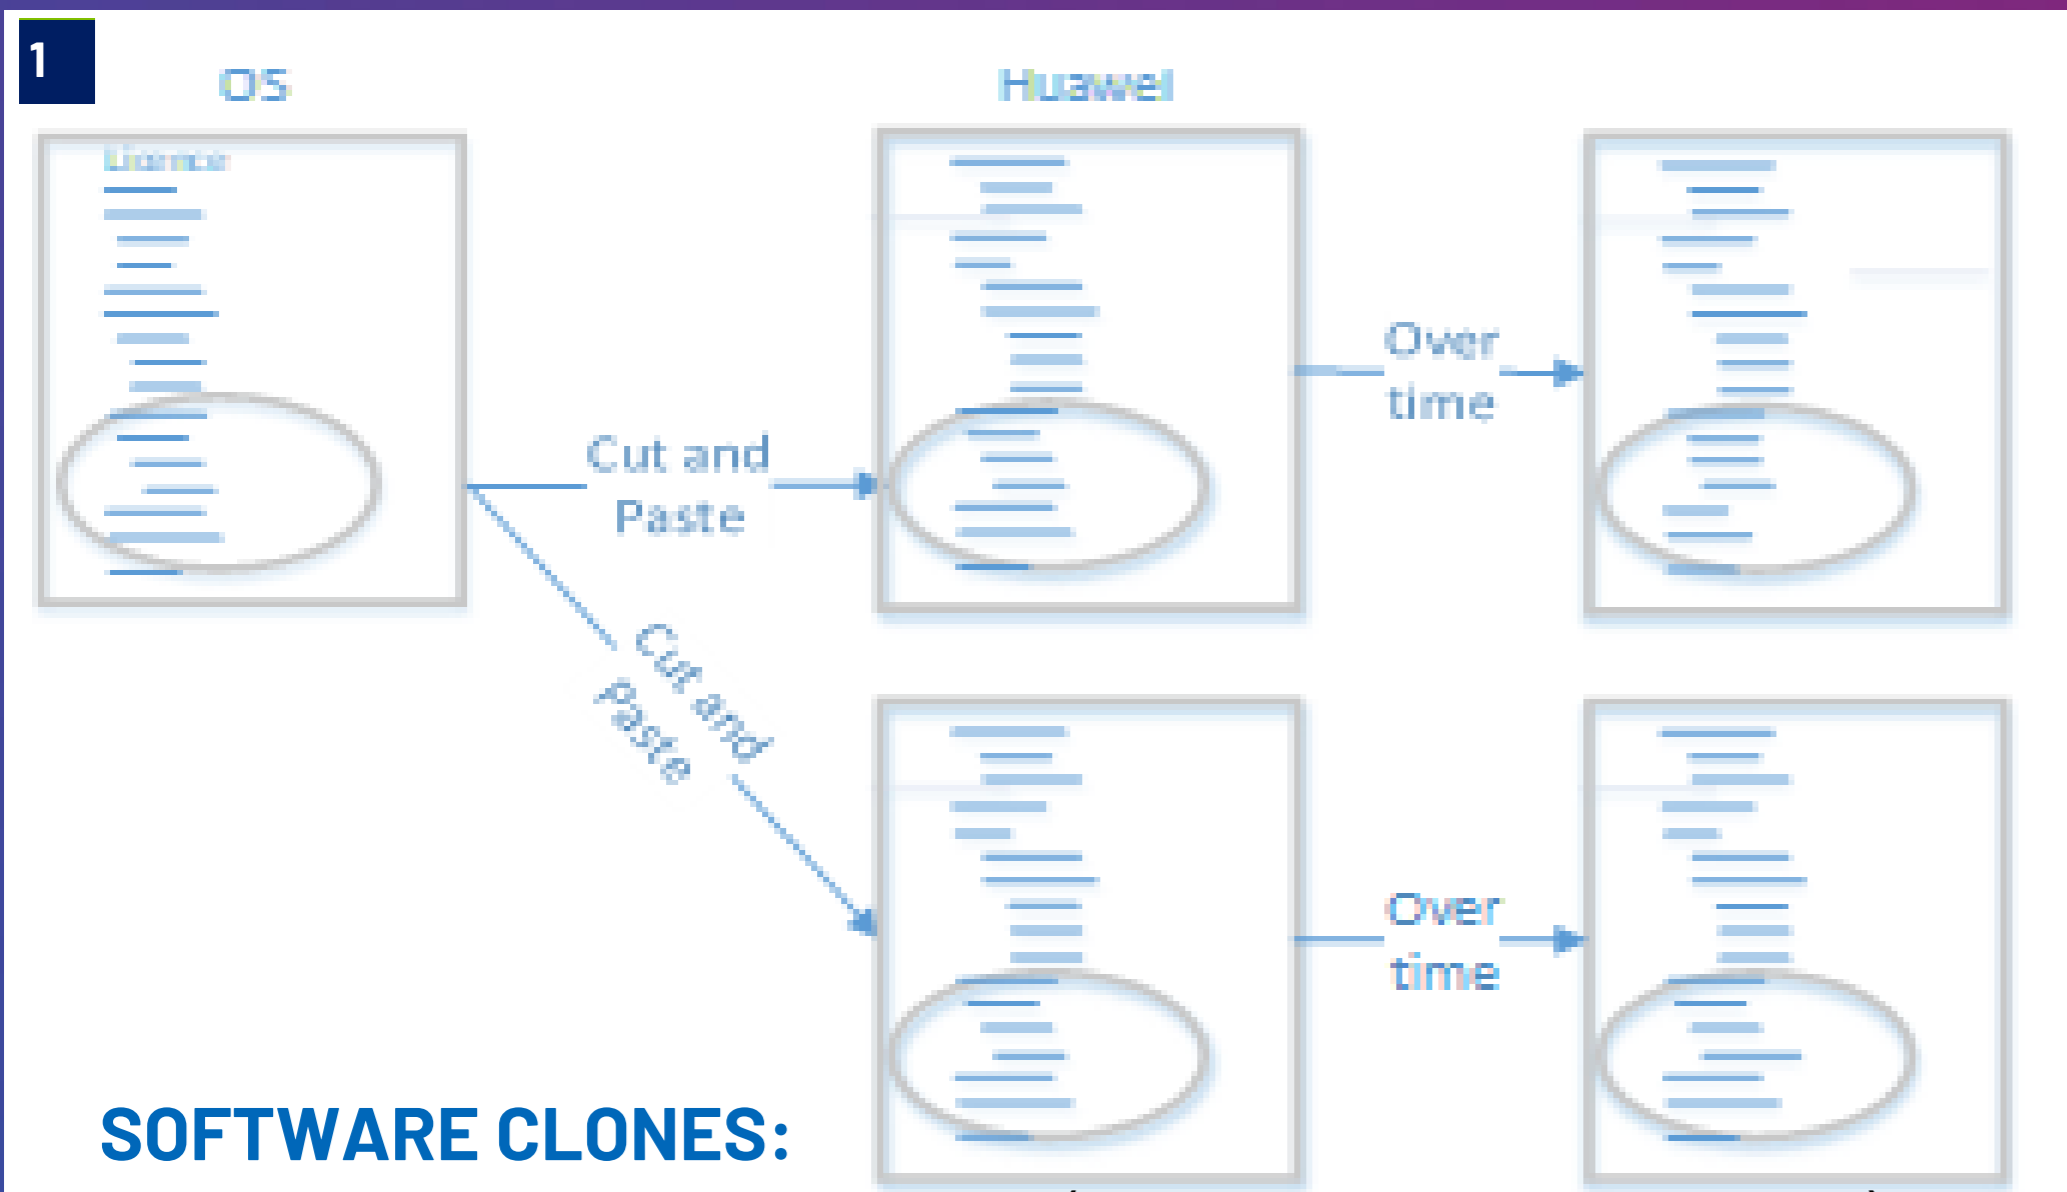 1
OS
Huawei
Licence
Over
time
Cut and
Paste
Cut and
Paste
Over
time
SOFTWARE CLONES: